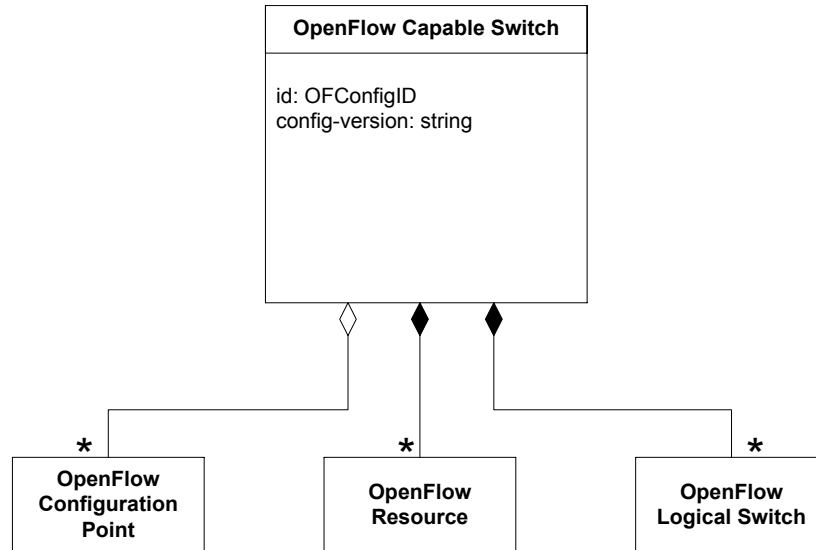 OpenFlow Capable Switch
id: OFConfigID
config-version: string
* * *
OpenFlow
Configuration
Point
OpenFlow
Resource
OpenFlow
Logical Switch